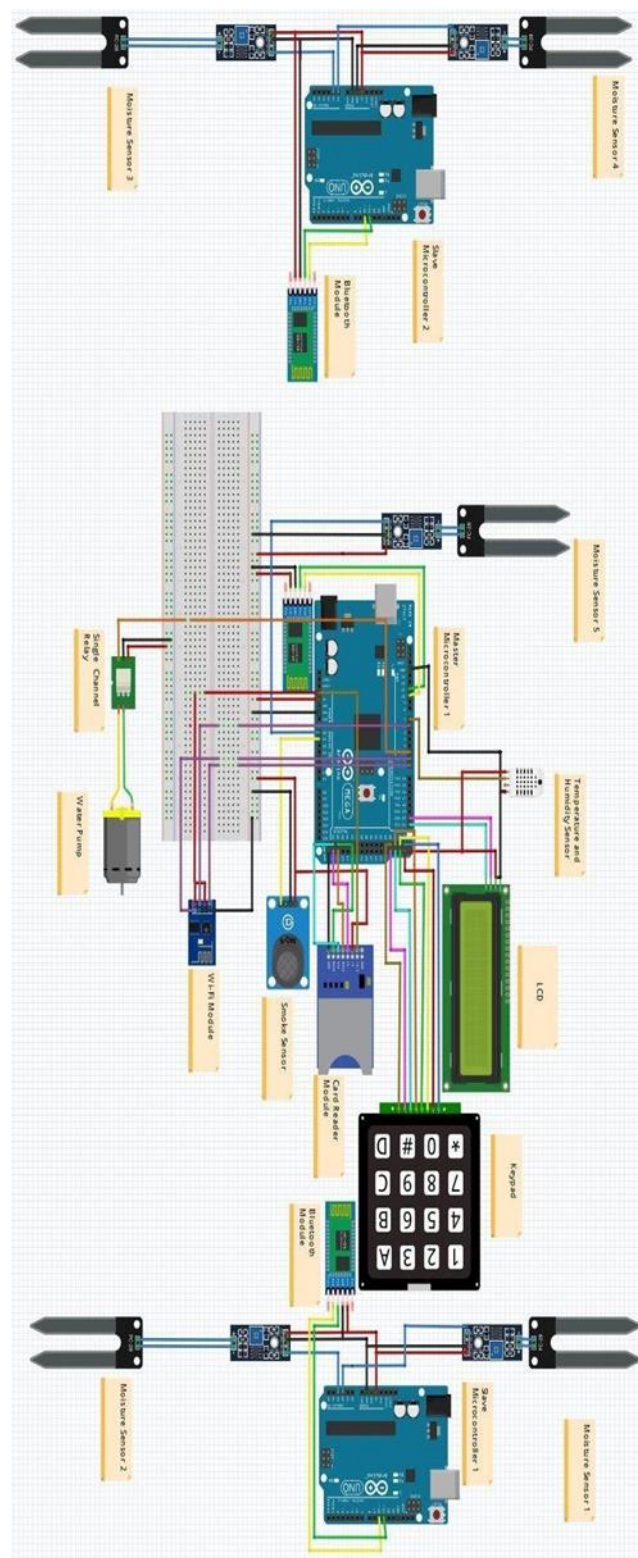 Moisture Sensor 3
Moisture Sensor 4
Slave
Microcontroller 2
Bluetooth
Module
UNO
Moisture Sensor 5
Master
Microcontroller 1
MEGA
Single Channel
Relay
Water Pump
Temperature and
Humidity Sensor
LCD
Wi-Fi Module
Smoke Sensor
Card Reader
Module
Keypad
1 2 3 A
4 5 6 B
7 8 9 C
* 0 # D
Bluetooth
Module
Slave
Microcontroller 1
UNO
Moisture Sensor 2
Moisture Sensor 1